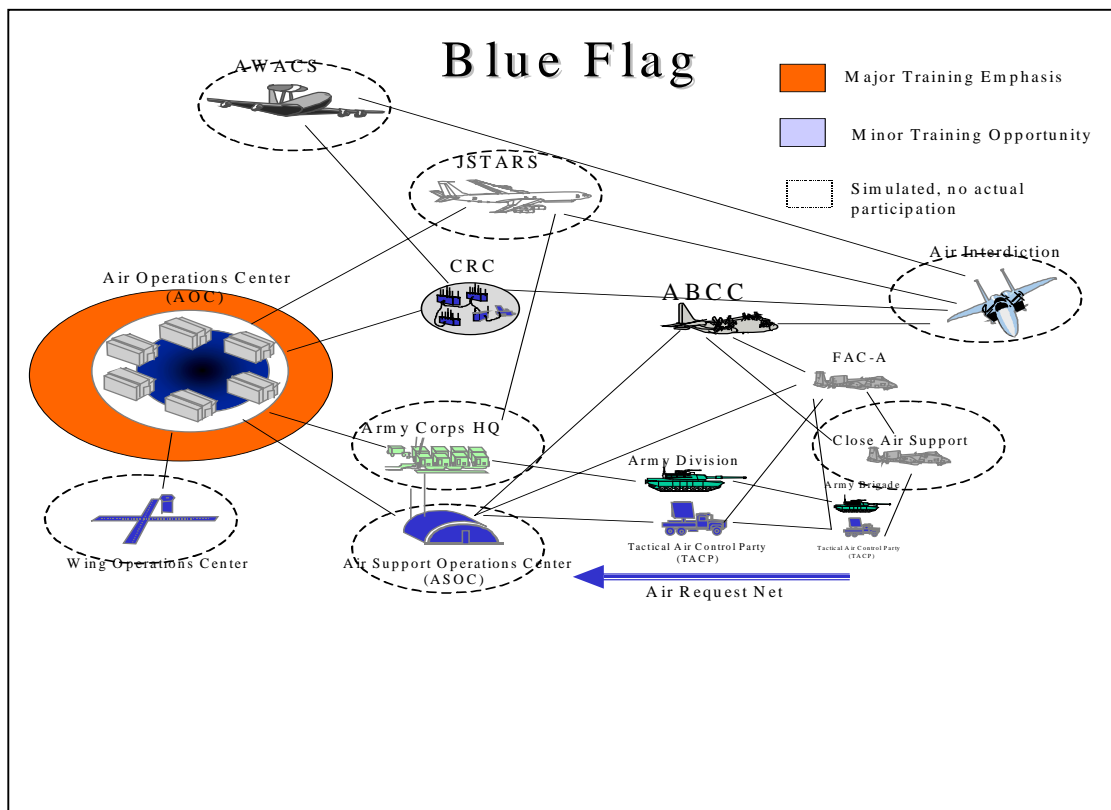 Blue Flag
AWACS
Major Training Emphasis
Minor Training Opportunity
JSTARS
Simulated, no actual
participation
Air Interdiction
Air Operations Center
(AOC)
CRC
ABCC
FAC-A
Army Corps HQ
Close Air Support
Army Division
Army Brigade
Tactical Air Control Party
(TACP)
Tactical Air Control Party
(TACP)
Wing Operations Center
Air Support Operations Center
(ASOC)
Air Request Net